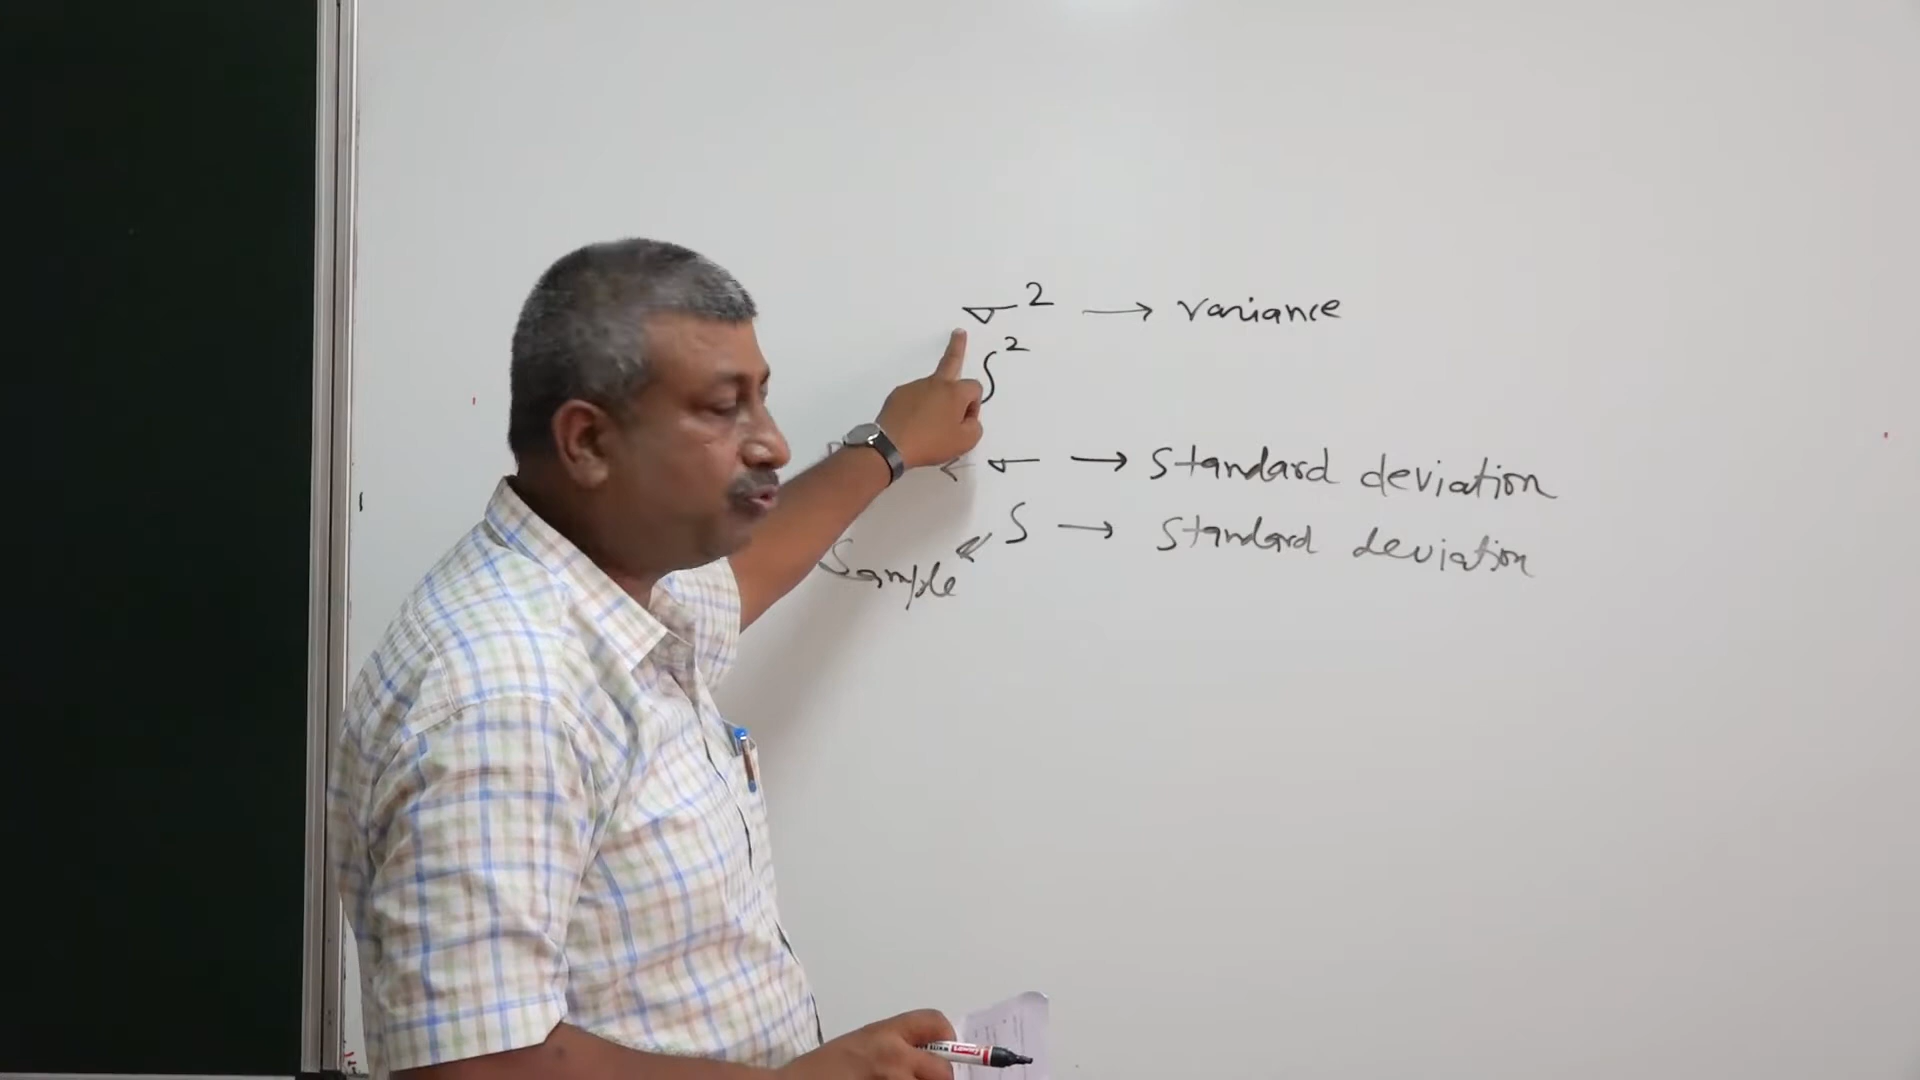 σ² → variance
S²
← σ → Standard deviation
S → Standard deviation
Sample